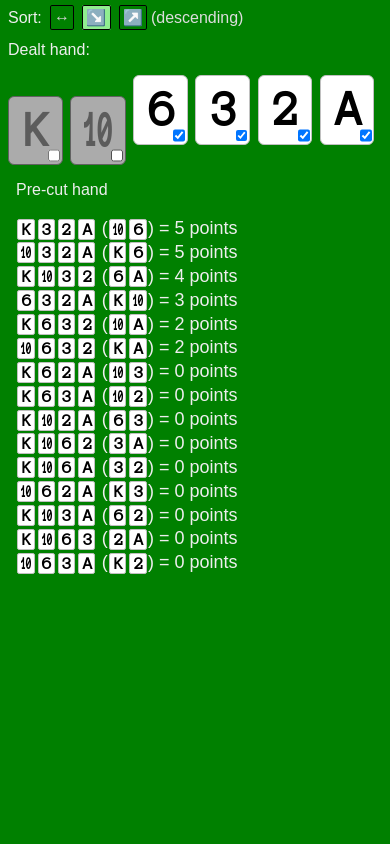 Sort: ↔ ↘ ↗ (descending)
Dealt hand:
K 10 6 3 2 A
Pre-cut hand
K 3 2 A (10 6) = 5 points
10 3 2 A (K 6) = 5 points
K 10 3 2 (6 A) = 4 points
6 3 2 A (K 10) = 3 points
K 6 3 2 (10 A) = 2 points
10 6 3 2 (K A) = 2 points
K 6 2 A (10 3) = 0 points
K 6 3 A (10 2) = 0 points
K 10 2 A (6 3) = 0 points
K 10 6 2 (3 A) = 0 points
K 10 6 A (3 2) = 0 points
10 6 2 A (K 3) = 0 points
K 10 3 A (6 2) = 0 points
K 10 6 3 (2 A) = 0 points
10 6 3 A (K 2) = 0 points